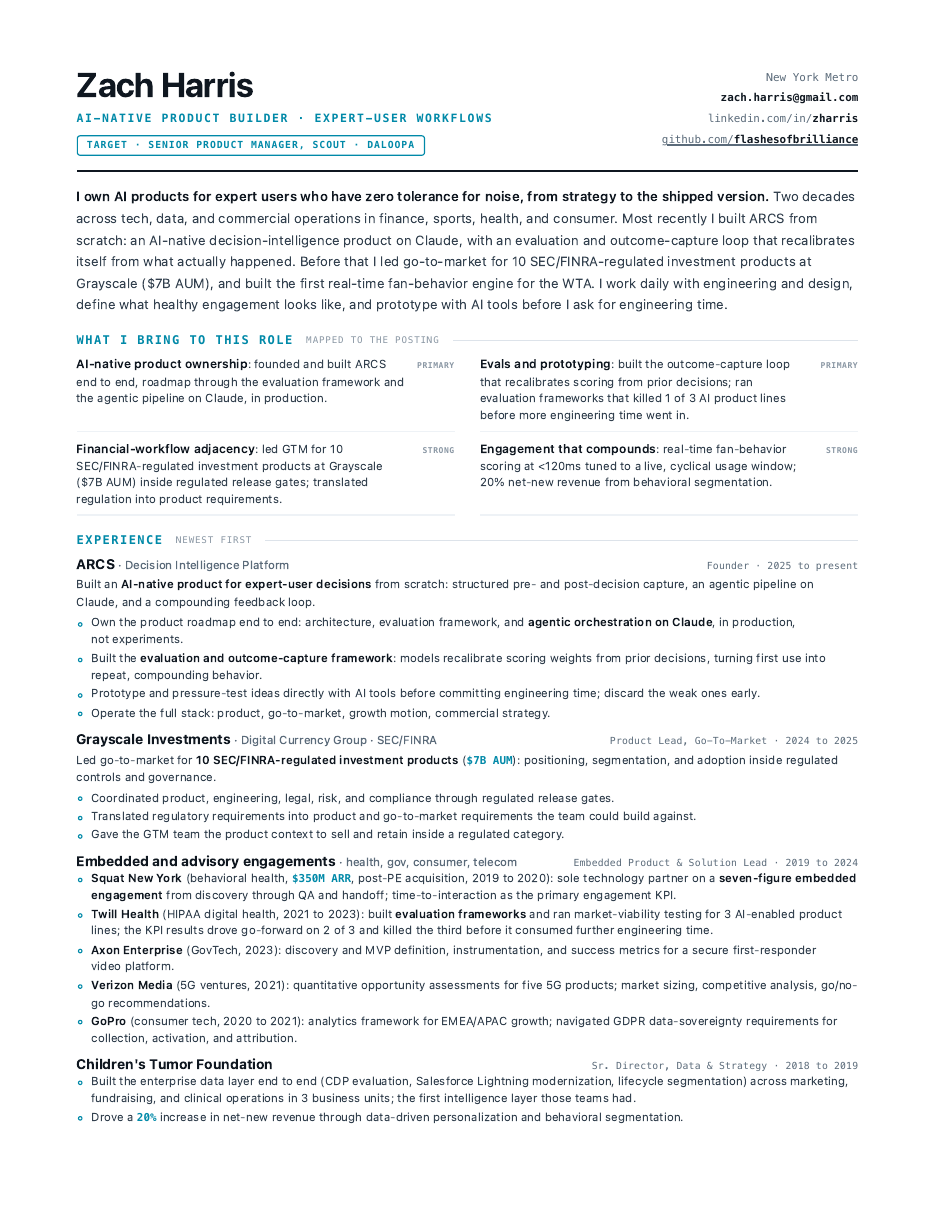 Zach Harris
AI–NATIVE PRODUCT BUILDER · EXPERT–USER WORKFLOWS
TARGET · SENIOR PRODUCT MANAGER, SCOUT · DALOOPA
New York Metro
zach.harris@gmail.com
linkedin.com/in/zharris
github.com/flashesofbrilliance
I own AI products for expert users who have zero tolerance for noise, from strategy to the shipped version. Two decades
across tech, data, and commercial operations in finance, sports, health, and consumer. Most recently I built ARCS from
scratch: an AI-native decision-intelligence product on Claude, with an evaluation and outcome-capture loop that recalibrates
itself from what actually happened. Before that I led go-to-market for 10 SEC/FINRA-regulated investment products at
Grayscale ($7B AUM), and built the first real-time fan-behavior engine for the WTA. I work daily with engineering and design,
define what healthy engagement looks like, and prototype with AI tools before I ask for engineering time.
WHAT I BRING TO THIS ROLE MAPPED TO THE POSTING
AI-native product ownership: founded and built ARCS PRIMARY
end to end, roadmap through the evaluation framework and
the agentic pipeline on Claude, in production.
Evals and prototyping: built the outcome-capture loop PRIMARY
that recalibrates scoring from prior decisions; ran
evaluation frameworks that killed 1 of 3 AI product lines
before more engineering time went in.
Financial-workflow adjacency: led GTM for 10 STRONG
SEC/FINRA-regulated investment products at Grayscale
($7B AUM) inside regulated release gates; translated
regulation into product requirements.
Engagement that compounds: real-time fan-behavior STRONG
scoring at <120ms tuned to a live, cyclical usage window;
20% net-new revenue from behavioral segmentation.
EXPERIENCE NEWEST FIRST
ARCS · Decision Intelligence Platform Founder · 2025 to present
Built an AI-native product for expert-user decisions from scratch: structured pre- and post-decision capture, an agentic pipeline on
Claude, and a compounding feedback loop.
Own the product roadmap end to end: architecture, evaluation framework, and agentic orchestration on Claude, in production,
not experiments.
Built the evaluation and outcome-capture framework: models recalibrate scoring weights from prior decisions, turning first use into
repeat, compounding behavior.
Prototype and pressure-test ideas directly with AI tools before committing engineering time; discard the weak ones early.
Operate the full stack: product, go-to-market, growth motion, commercial strategy.
Grayscale Investments · Digital Currency Group · SEC/FINRA Product Lead, Go–To–Market · 2024 to 2025
Led go-to-market for 10 SEC/FINRA-regulated investment products ($7B AUM): positioning, segmentation, and adoption inside regulated
controls and governance.
Coordinated product, engineering, legal, risk, and compliance through regulated release gates.
Translated regulatory requirements into product and go-to-market requirements the team could build against.
Gave the GTM team the product context to sell and retain inside a regulated category.
Embedded and advisory engagements · health, gov, consumer, telecom Embedded Product & Solution Lead · 2019 to 2024
Squat New York (behavioral health, $350M ARR, post-PE acquisition, 2019 to 2020): sole technology partner on a seven-figure embedded
engagement from discovery through QA and handoff; time-to-interaction as the primary engagement KPI.
Twill Health (HIPAA digital health, 2021 to 2023): built evaluation frameworks and ran market-viability testing for 3 AI-enabled product
lines; the KPI results drove go-forward on 2 of 3 and killed the third before it consumed further engineering time.
Axon Enterprise (GovTech, 2023): discovery and MVP definition, instrumentation, and success metrics for a secure first-responder
video platform.
Verizon Media (5G ventures, 2021): quantitative opportunity assessments for five 5G products; market sizing, competitive analysis, go/no-
go recommendations.
GoPro (consumer tech, 2020 to 2021): analytics framework for EMEA/APAC growth; navigated GDPR data-sovereignty requirements for
collection, activation, and attribution.
Children's Tumor Foundation Sr. Director, Data & Strategy · 2018 to 2019
Built the enterprise data layer end to end (CDP evaluation, Salesforce Lightning modernization, lifecycle segmentation) across marketing,
fundraising, and clinical operations in 3 business units; the first intelligence layer those teams had.
Drove a 20% increase in net-new revenue through data-driven personalization and behavioral segmentation.